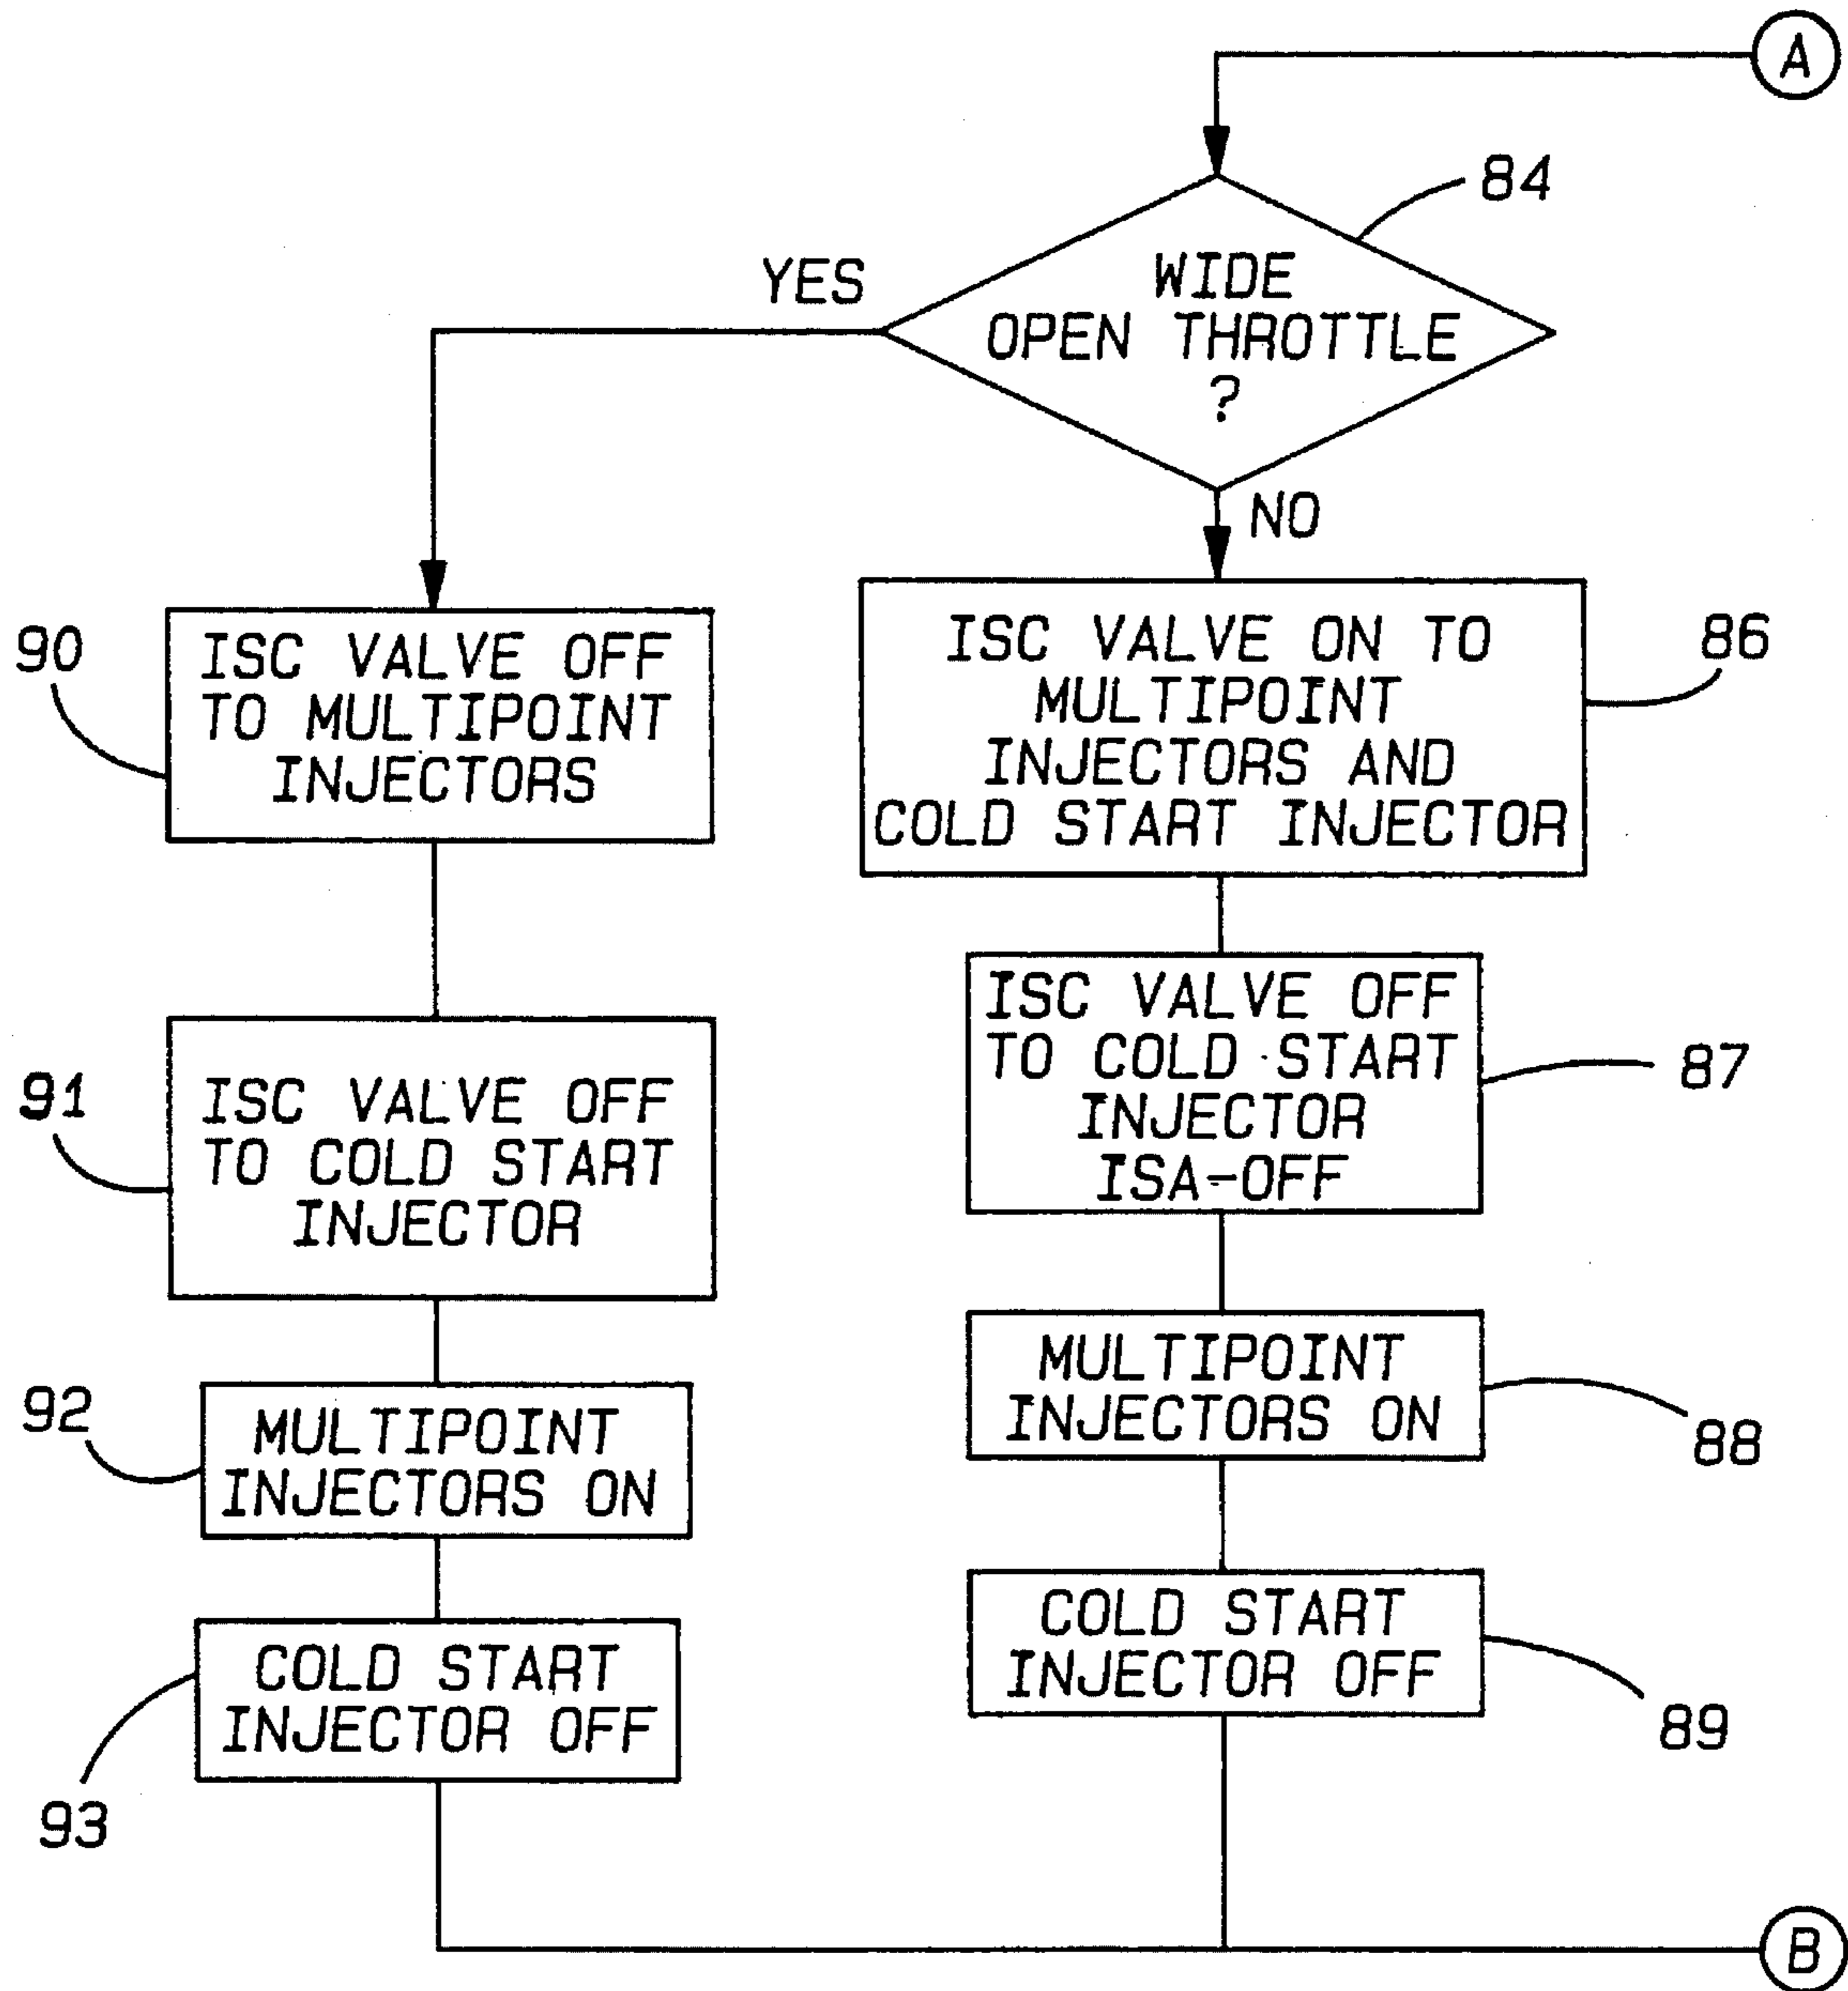 A
84
WIDE
OPEN THROTTLE
?
YES
NO
90
ISC VALVE OFF
TO MULTIPOINT
INJECTORS
ISC VALVE ON TO
MULTIPOINT
INJECTORS AND
COLD START INJECTOR
86
91
ISC VALVE OFF
TO COLD START
INJECTOR
ISC VALVE OFF
TO COLD START
INJECTOR
ISA-OFF
87
92
MULTIPOINT
INJECTORS ON
MULTIPOINT
INJECTORS ON
88
93
COLD START
INJECTOR OFF
COLD START
INJECTOR OFF
89
B